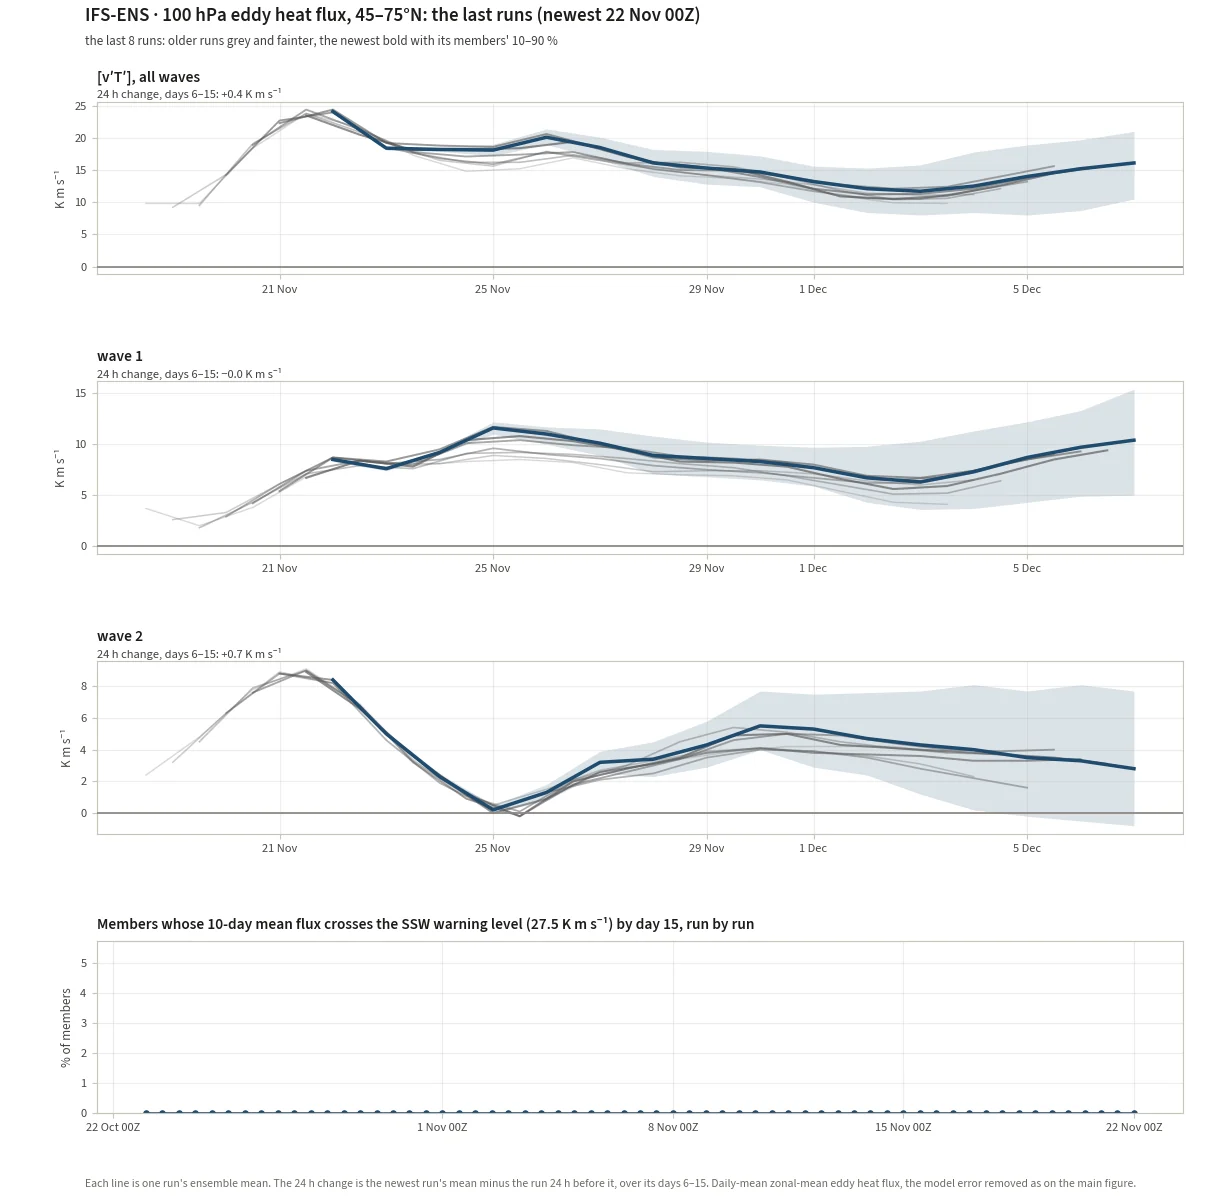 IFS-ENS · 100 hPa eddy heat flux, 45–75°N: the last runs (newest 22 Nov 00Z)
the last 8 runs: older runs grey and fainter, the newest bold with its members' 10–90 %
[v′T′], all waves
24 h change, days 6–15: +0.4 K m s⁻¹
25
20
15
10
5
0
K m s⁻¹
21 Nov
25 Nov
29 Nov
1 Dec
5 Dec
wave 1
24 h change, days 6–15: −0.0 K m s⁻¹
15
10
5
0
K m s⁻¹
21 Nov
25 Nov
29 Nov
1 Dec
5 Dec
wave 2
24 h change, days 6–15: +0.7 K m s⁻¹
8
6
4
2
0
K m s⁻¹
21 Nov
25 Nov
29 Nov
1 Dec
5 Dec
Members whose 10-day mean flux crosses the SSW warning level (27.5 K m s⁻¹) by day 15, run by run
5
4
3
2
1
0
% of members
22 Oct 00Z
1 Nov 00Z
8 Nov 00Z
15 Nov 00Z
22 Nov 00Z
Each line is one run's ensemble mean. The 24 h change is the newest run's mean minus the run 24 h before it, over its days 6–15. Daily-mean zonal-mean eddy heat flux, the model error removed as on the main figure.